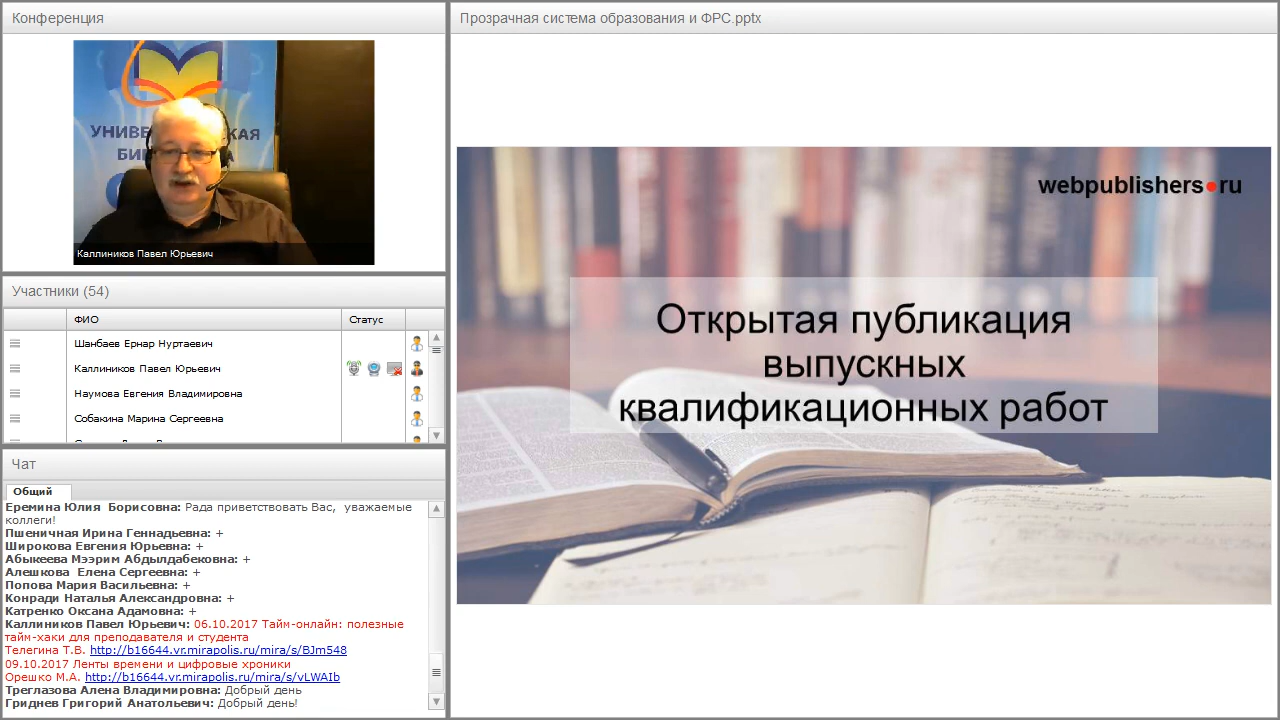 Конференция
УНИВЕ
КАЯ
БИ
А
Каллиников Павел Юрьевич
Участники (54)
ФИО
Статус
Шанбаев Ернар Нуртаевич
Каллиников Павел Юрьевич
Наумова Евгения Владимировна
Собакина Марина Сергеевна
Чат
Общий
Еремина Юлия Борисовна: Рада приветствовать Вас, уважаемые
коллеги!
Пшеничная Ирина Геннадьевна: +
Широкова Евгения Юрьевна: +
Абыкеева Мээрим Абдылдабековна: +
Алешкова Елена Сергеевна: +
Попова Мария Васильевна: +
Конради Наталья Александровна: +
Катренко Оксана Адамовна: +
Каллиников Павел Юрьевич: 06.10.2017 Тайм-онлайн: полезные
тайм-хаки для преподавателя и студента
Телегина Т.В. http://b16644.vr.mirapolis.ru/mira/s/BJm548
09.10.2017 Ленты времени и цифровые хроники
Орешко М.А. http://b16644.vr.mirapolis.ru/mira/s/vLWAIb
Треглазова Алена Владимировна: Добрый день
Гриднев Григорий Анатольевич: Добрый день!
Прозрачная система образования и ФРС.pptx
webpublishers.ru
Открытая публикация
выпускных
квалификационных работ